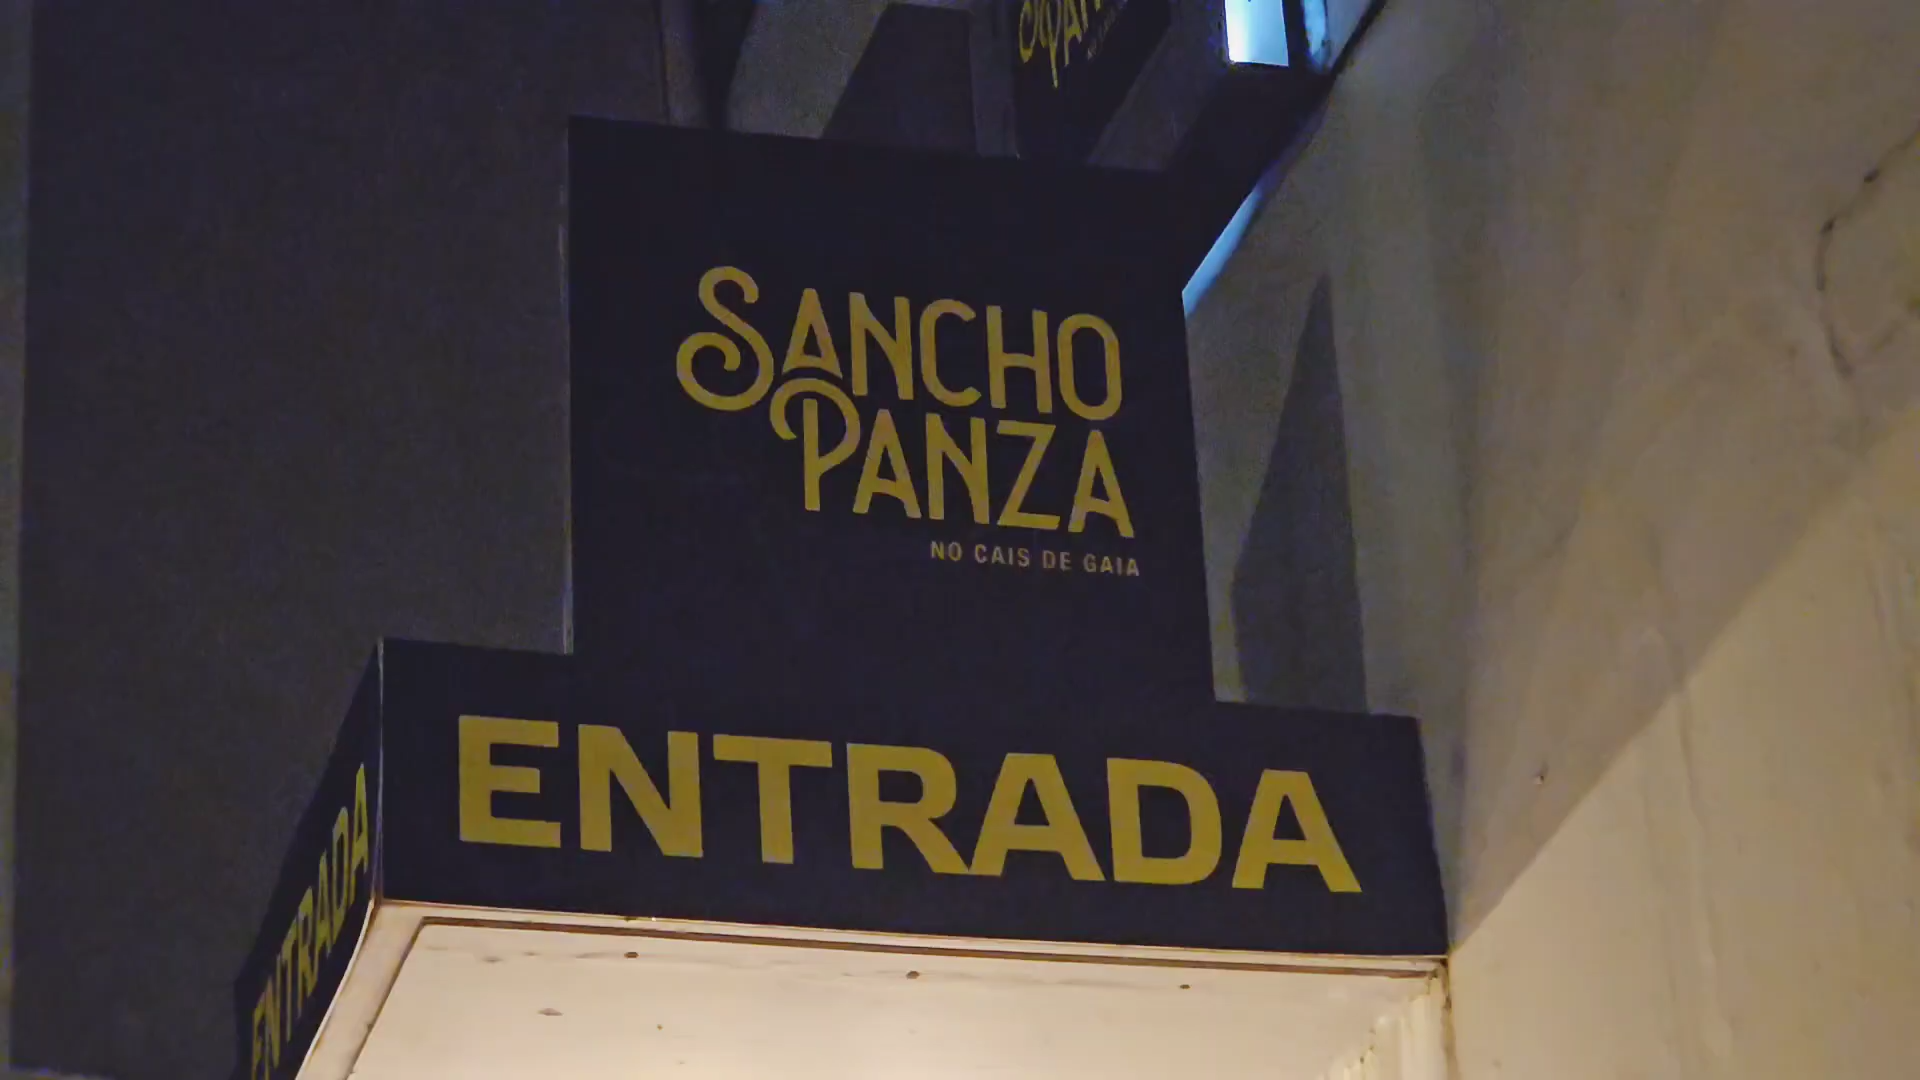 SANCHO
PANZA
NO CAIS DE GAIA
ENTRADA
ENTRADA